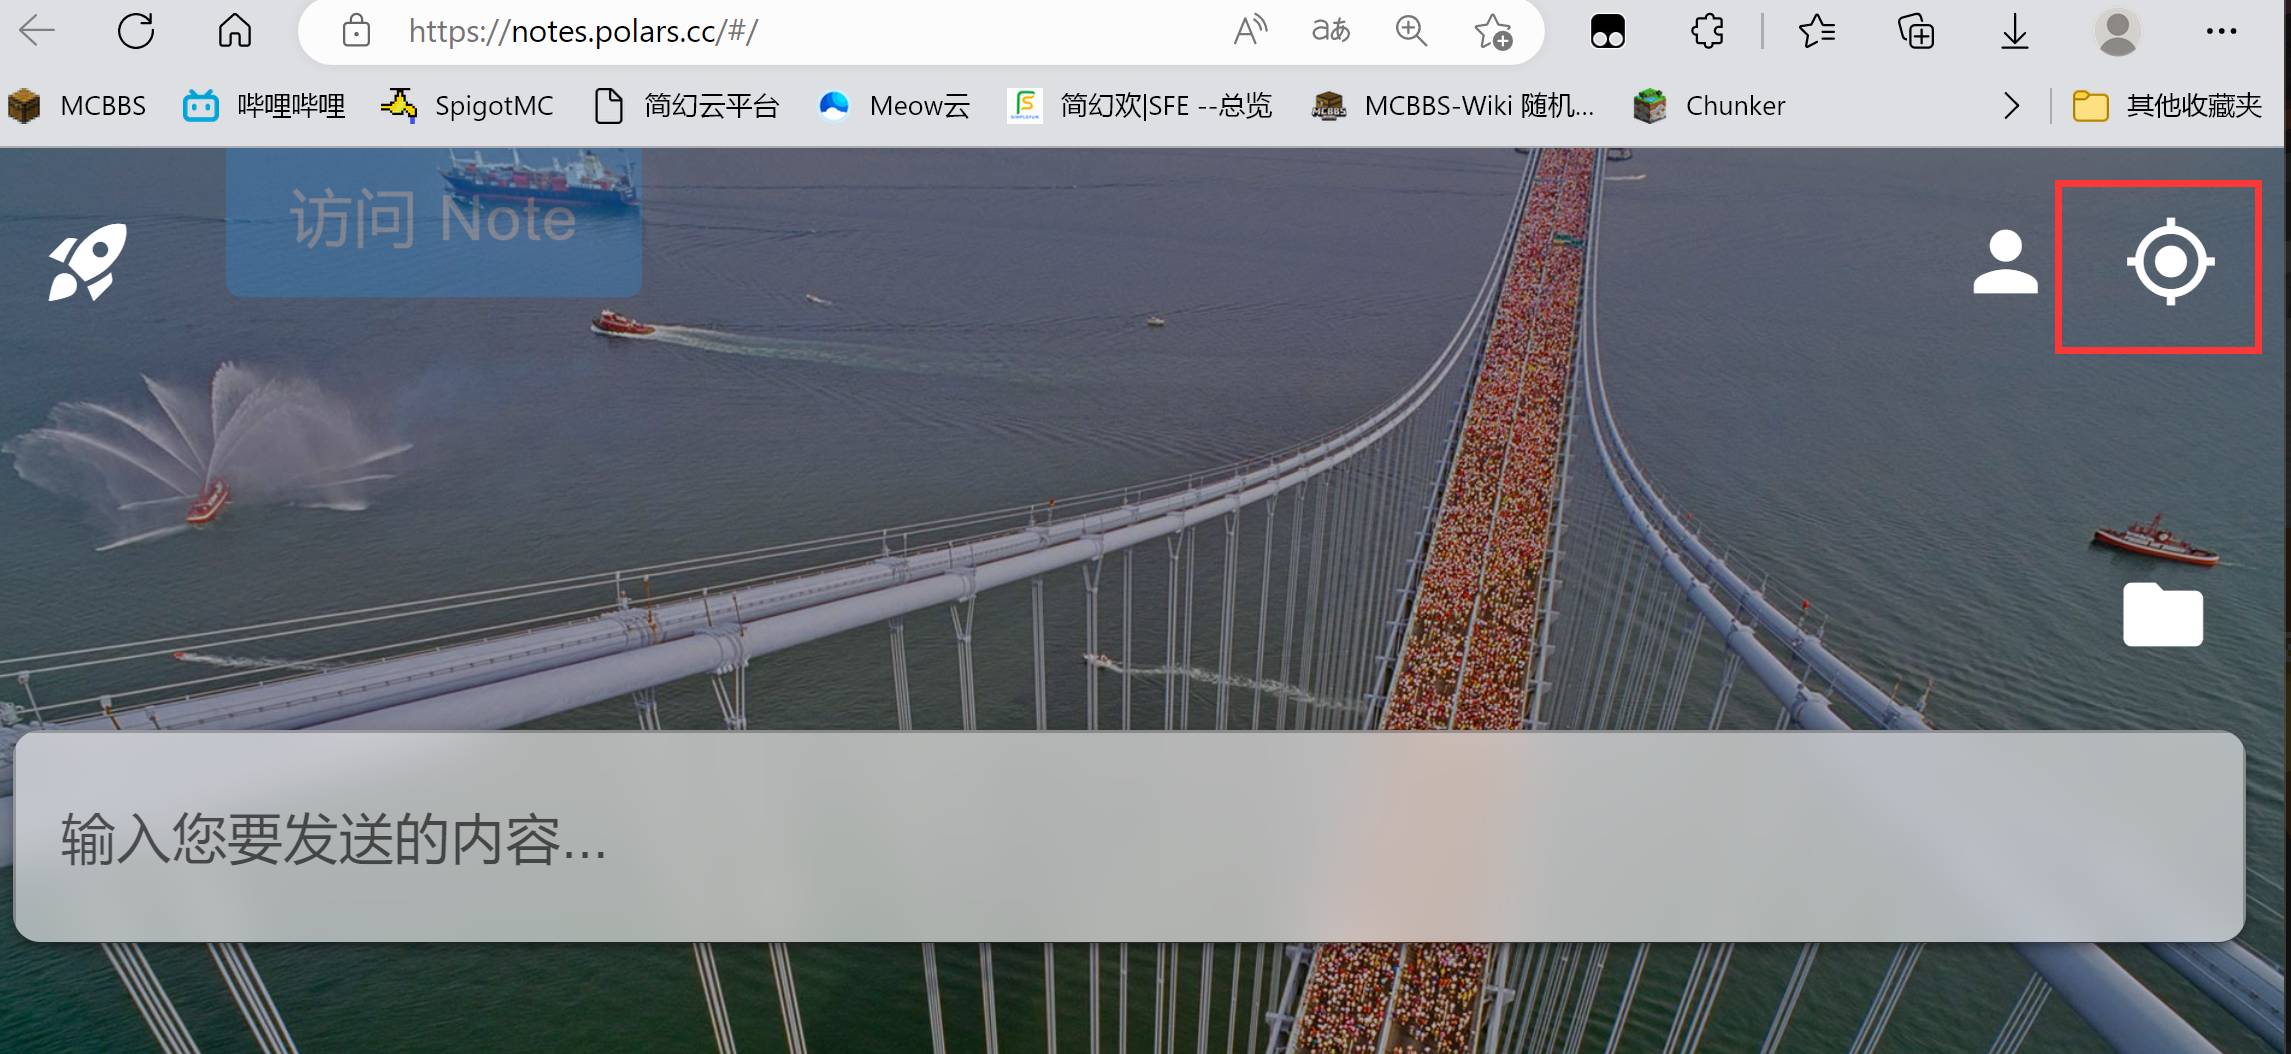 https://notes.polars.cc/#/
MCBBS 哔哩哔哩 SpigotMC 简幻云平台 Meow云 简幻欢|SFE --总览 MCBBS-Wiki 随机... Chunker 其他收藏夹
访问 Note
输入您要发送的内容...